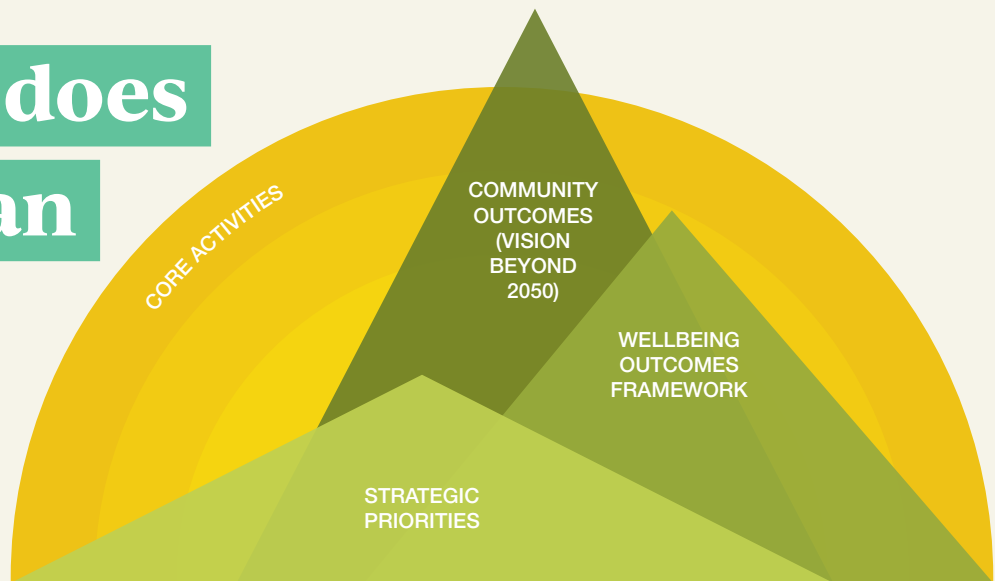 does
an
CORE ACTIVITIES
COMMUNITY
OUTCOMES
(VISION
BEYOND
2050)
WELLBEING
OUTCOMES
FRAMEWORK
STRATEGIC
PRIORITIES